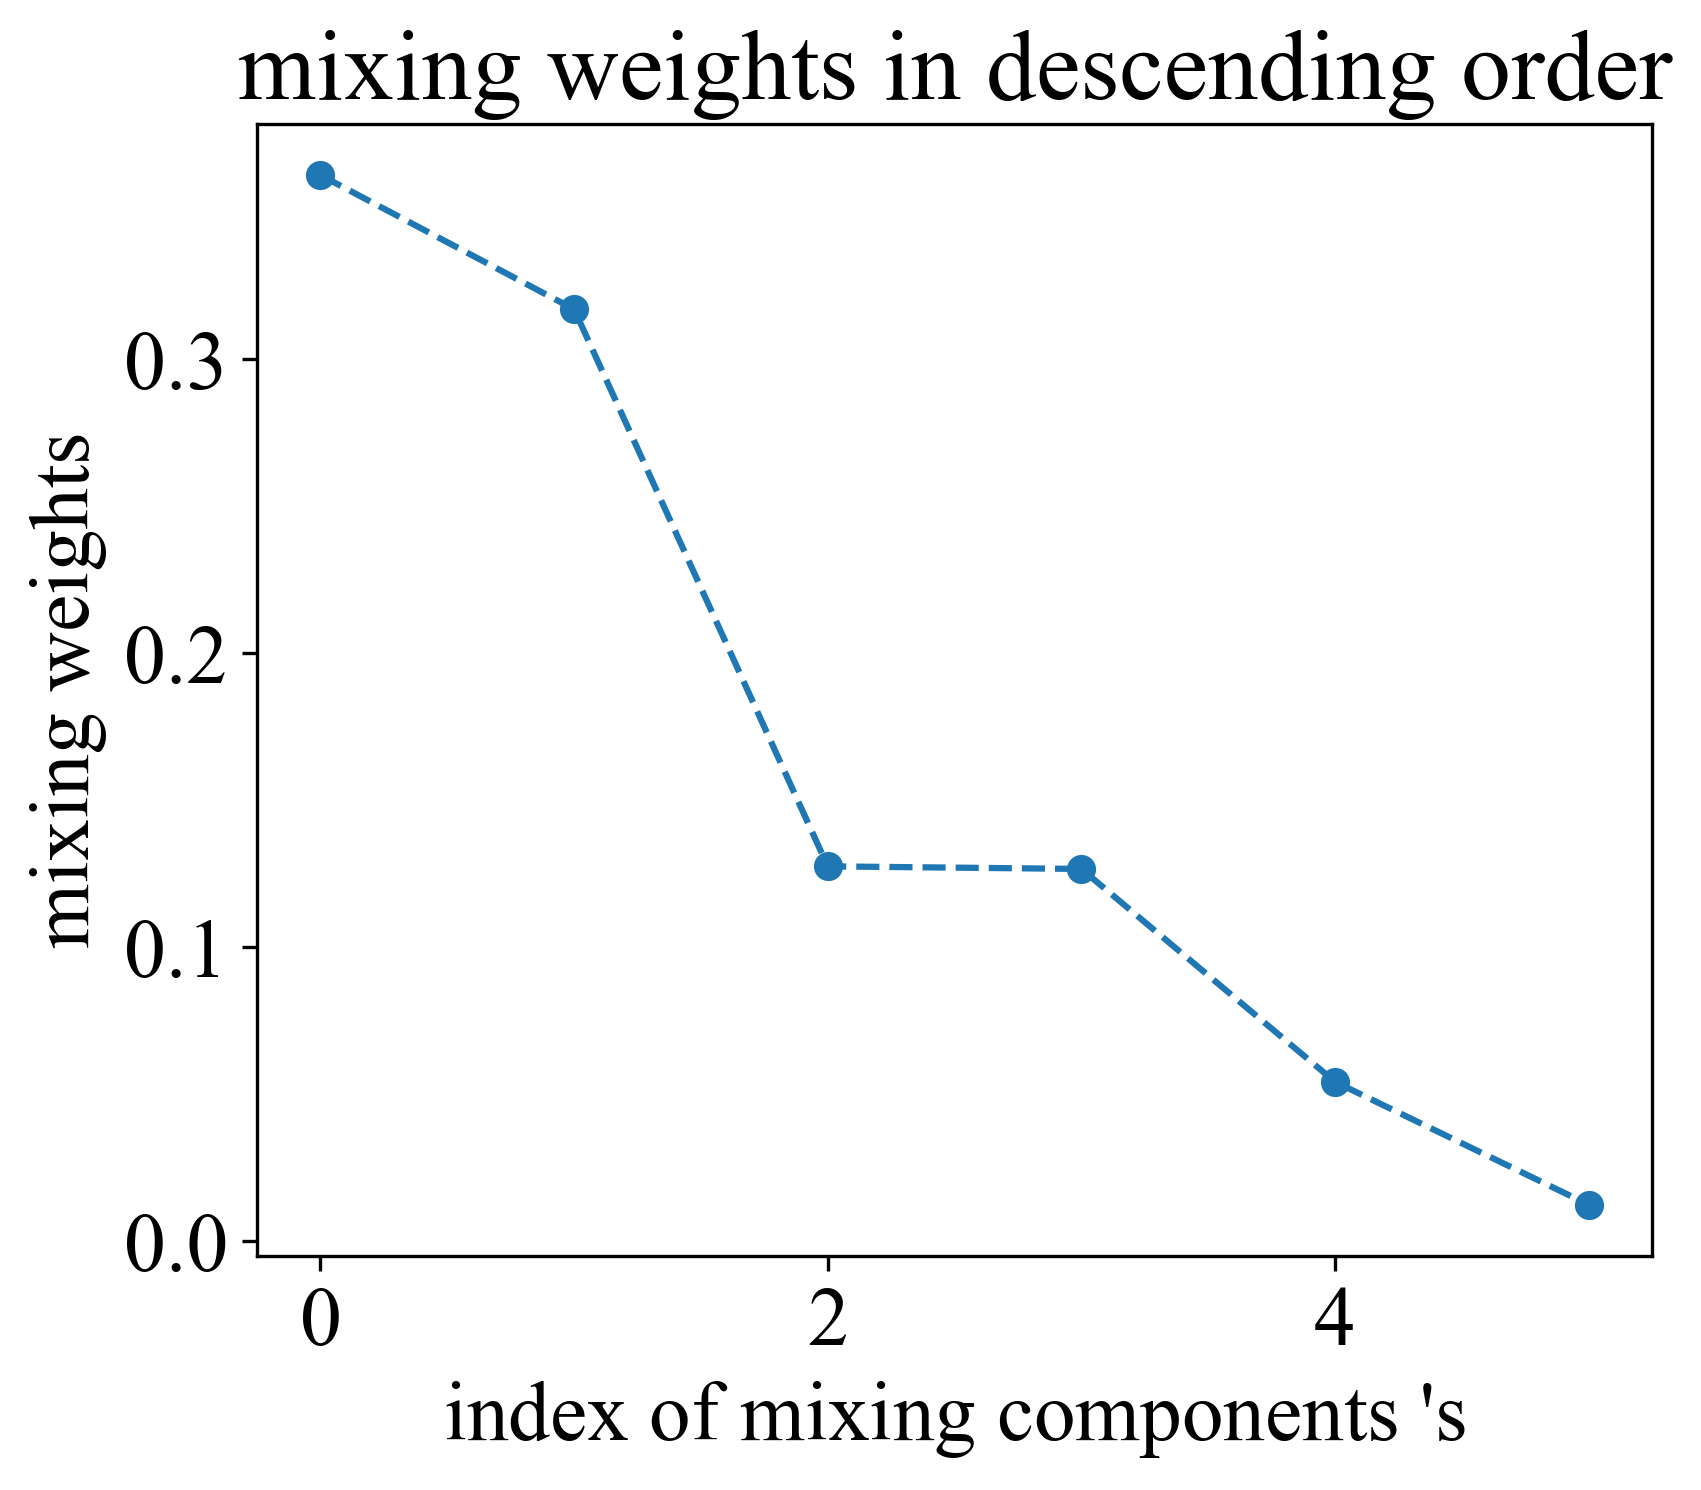 mixing weights in descending order
mixing weights
0.3
0.2
0.1
0.0
0 2 4
index of mixing components 's